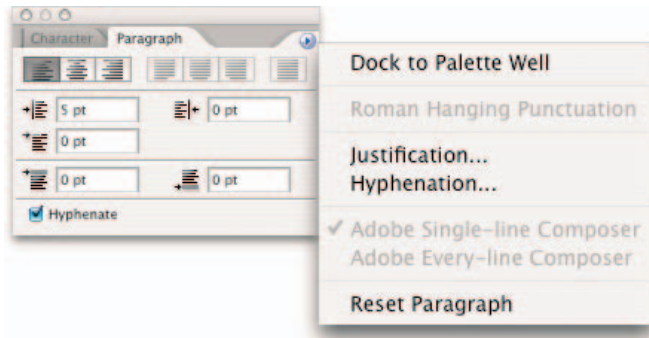 Character
Paragraph
5 pt
0 pt
0 pt
0 pt
0 pt
Hyphenate
Dock to Palette Well
Roman Hanging Punctuation
Justification...
Hyphenation...
Adobe Single-line Composer
Adobe Every-line Composer
Reset Paragraph